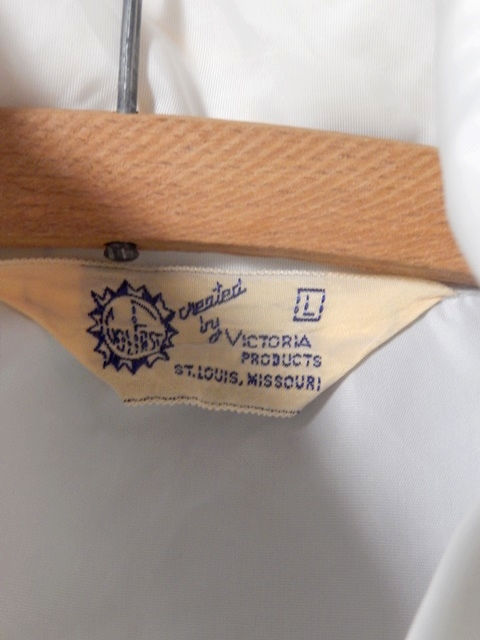 created
L
by VICTORIA
PRODUCTS
ST. LOUIS, MISSOURI